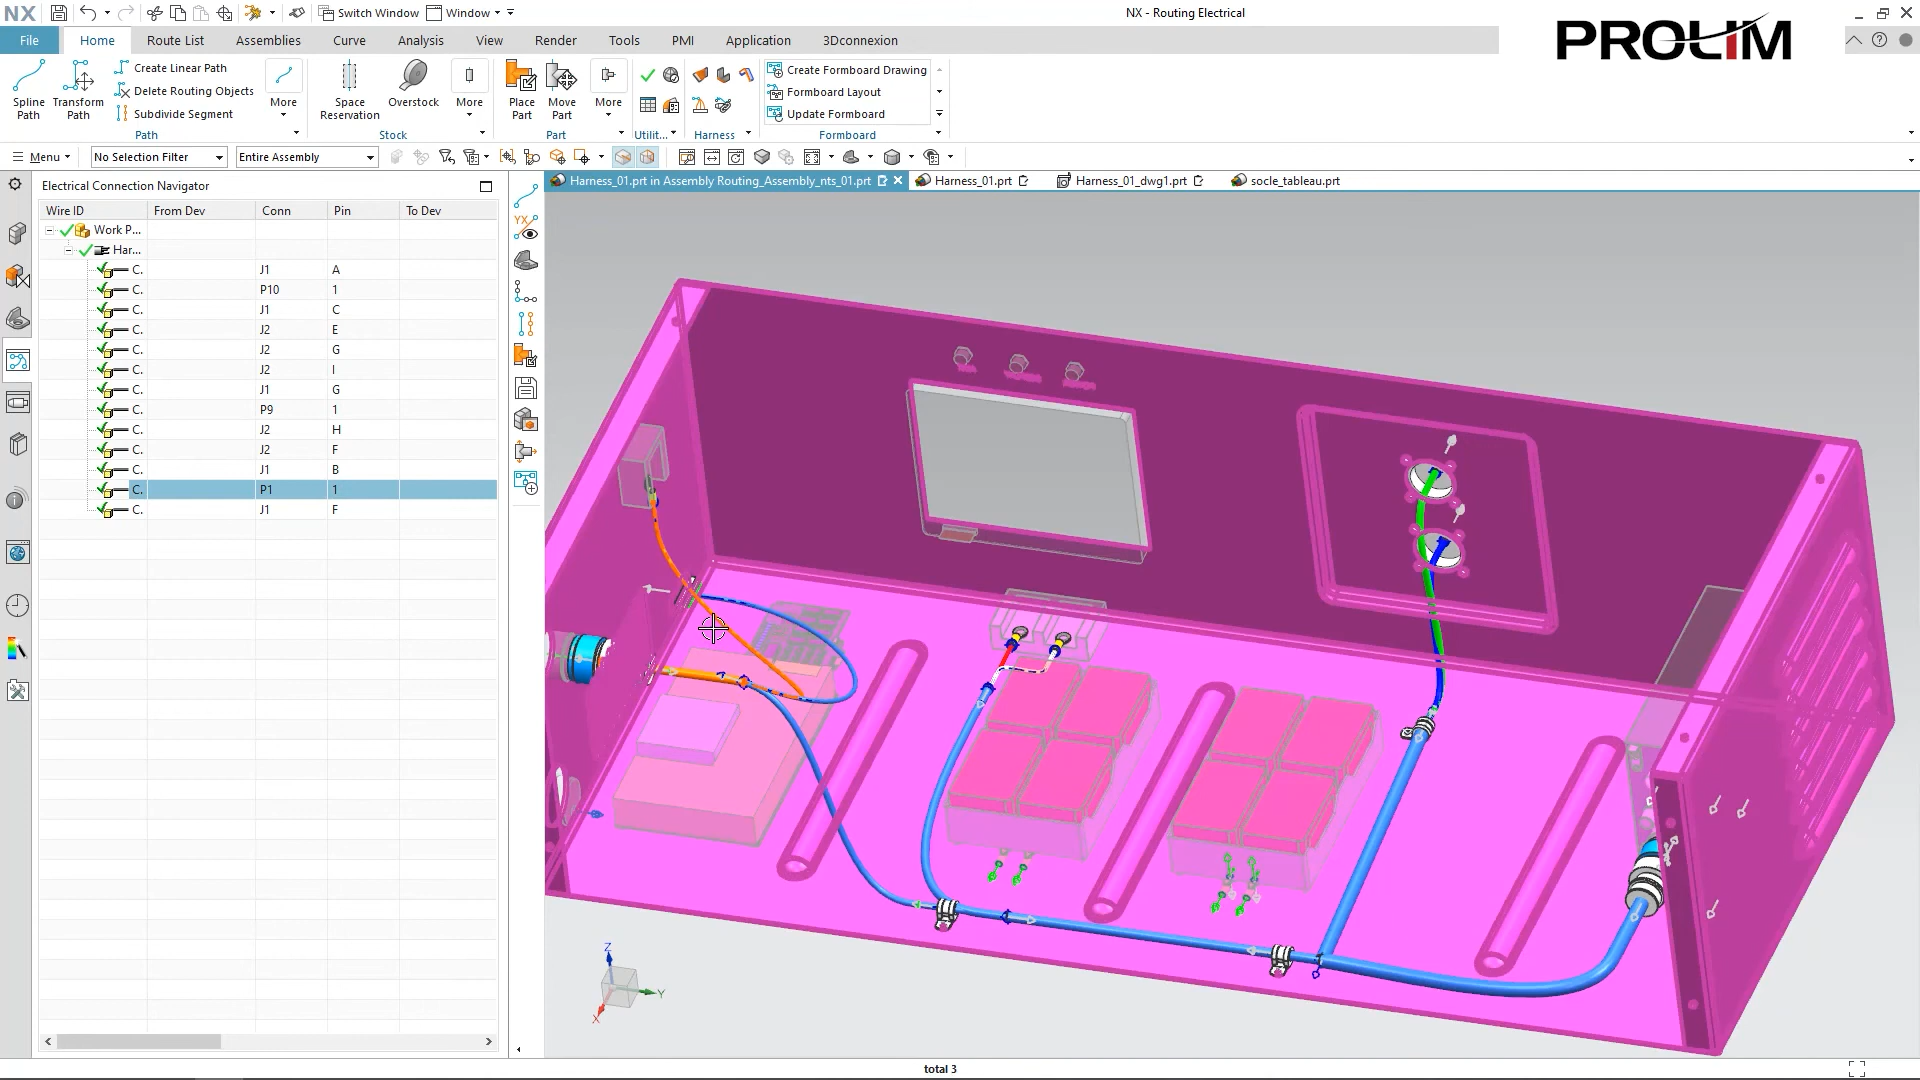 NX
Switch Window
Window
NX - Routing Electrical
PROLIM
File
Home
Route List
Assemblies
Curve
Analysis
View
Render
Tools
PMI
Application
3Dconnexion
Spline Path
Transform Path
Create Linear Path
Delete Routing Objects
Subdivide Segment
More
Space Reservation
Overstock
More
Place Part
Move Part
More
Create Formboard Drawing
Formboard Layout
Update Formboard
Path
Stock
Part
Utilit...
Harness
Formboard
Menu
No Selection Filter
Entire Assembly
Electrical Connection Navigator
Harness_01.prt in Assembly Routing_Assembly_nts_01.prt
Harness_01.prt
Harness_01_dwg1.prt
socle_tableau.prt
Wire ID From Dev Conn Pin To Dev
Work P...
Har...
C. J1 A
C. P10 1
C. J1 C
C. J2 E
C. J2 G
C. J2 I
C. J1 G
C. P9 1
C. J2 H
C. J2 F
C. J1 B
C. P1 1
C. J1 F
Z
Y
X
total 3